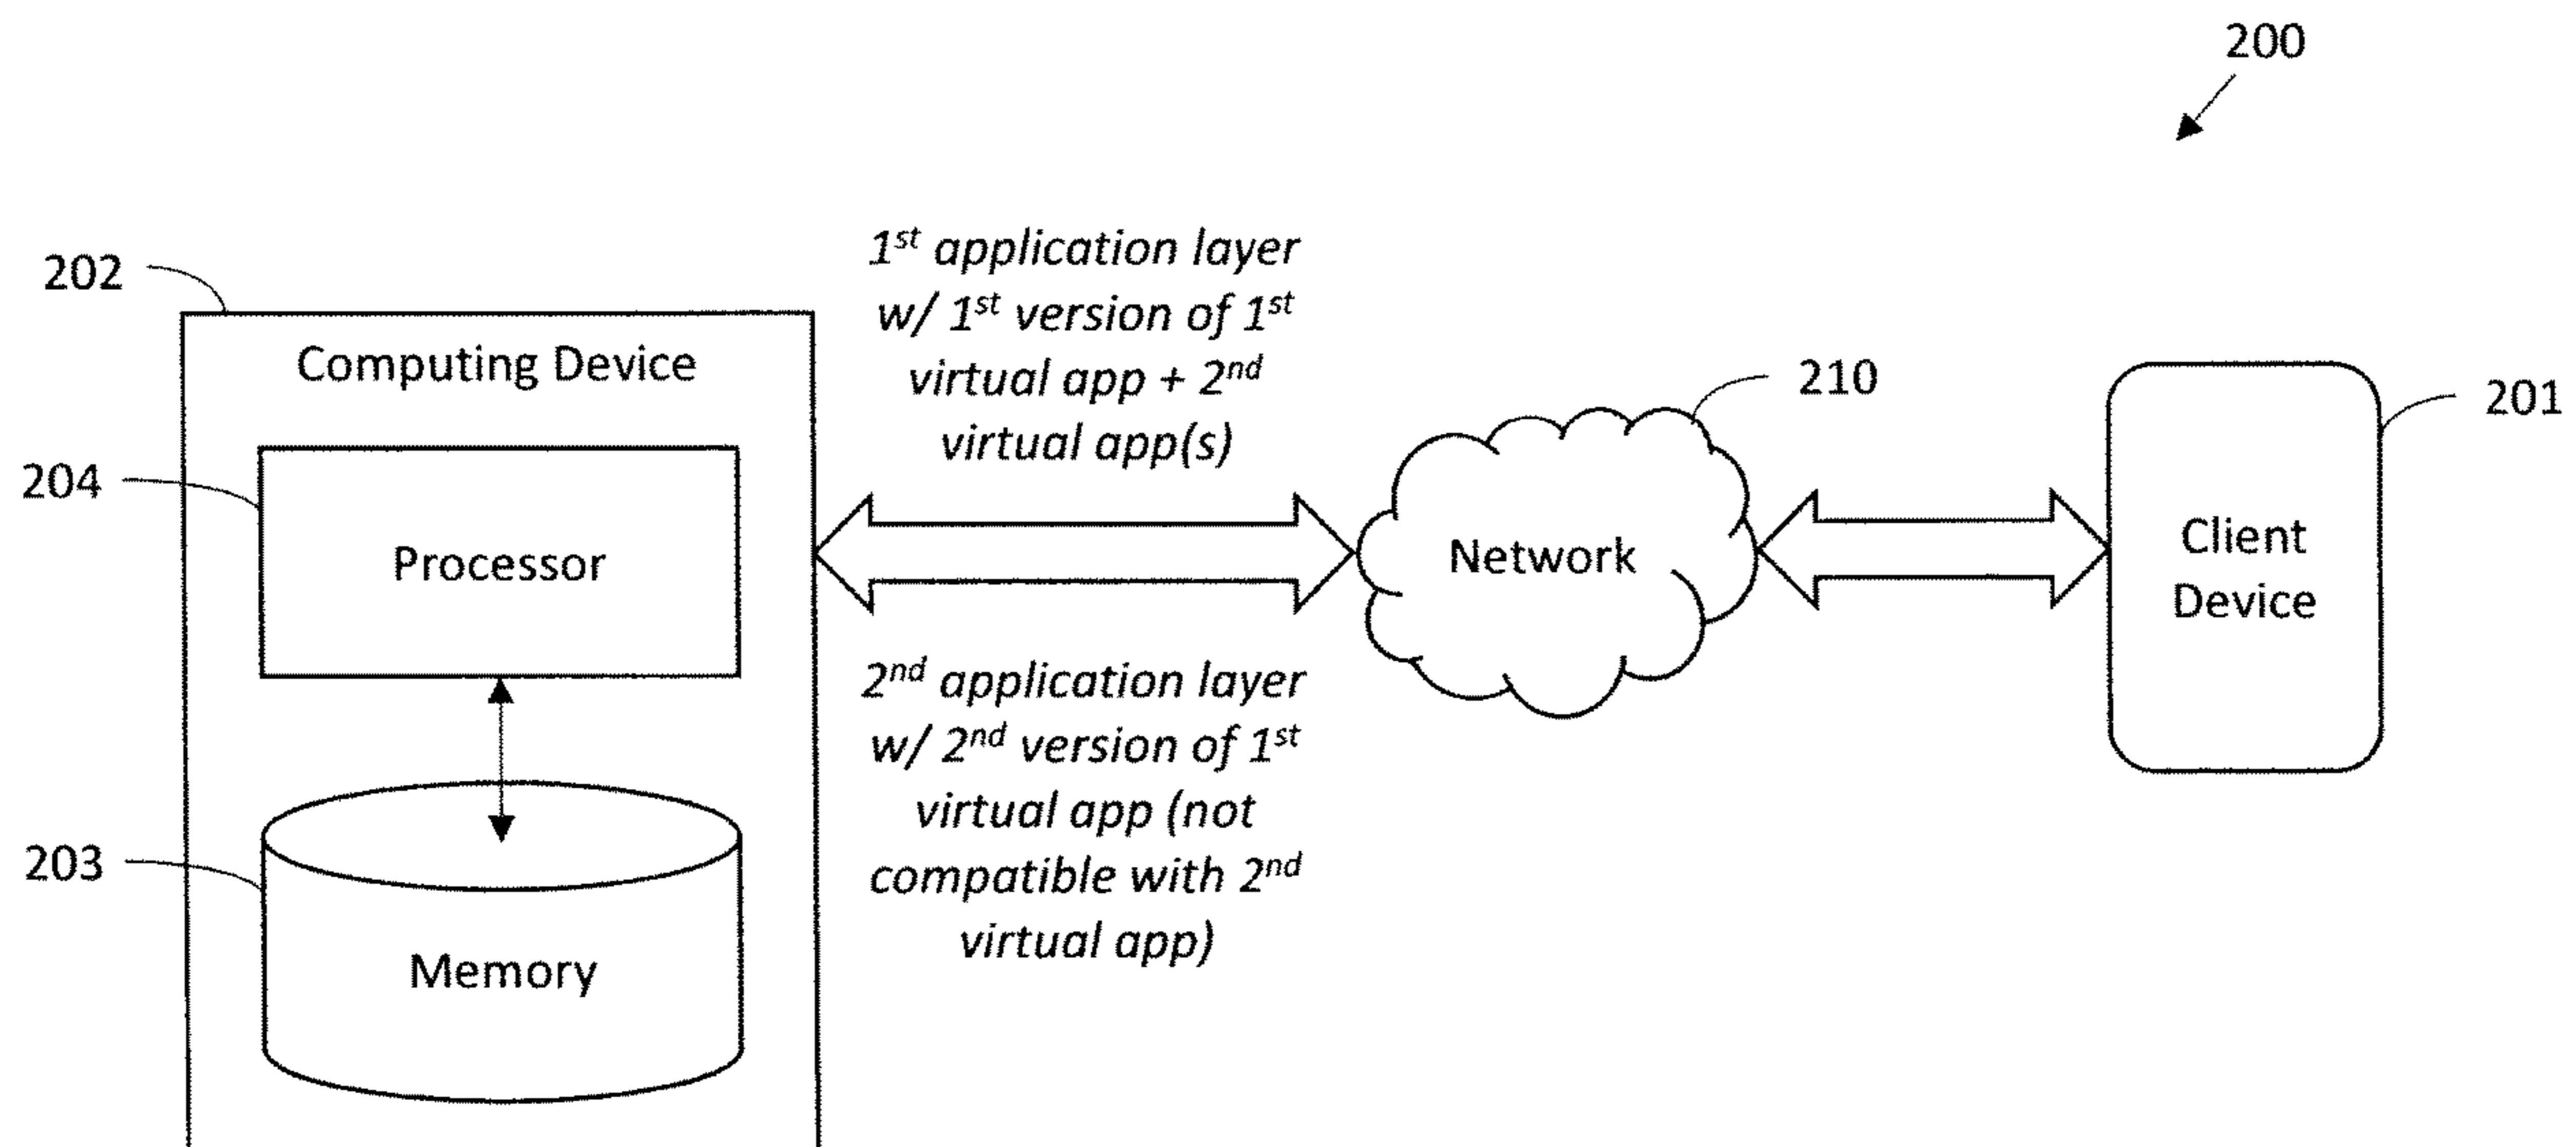 200
202
Computing Device
204
Processor
203
Memory
1st application layer
w/ 1st version of 1st
virtual app + 2nd
virtual app(s)
2nd application layer
w/ 2nd version of 1st
virtual app (not
compatible with 2nd
virtual app)
210
Network
201
Client
Device